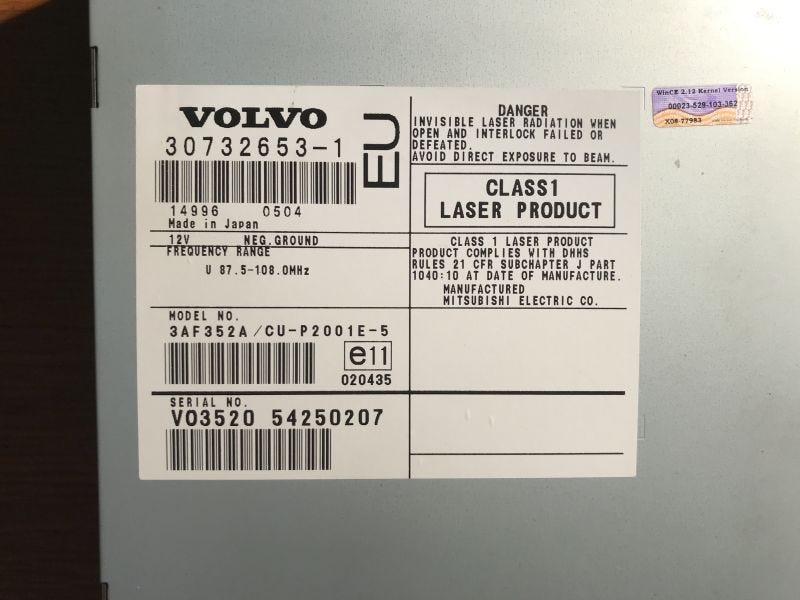 VOLVO
30732653-1
EU
14996 0504
Made in Japan
12V NEG.GROUND
FREQUENCY RANGE
U 87.5-108.0MHz
MODEL NO.
3AF352A/CU-P2001E-5
e11
020435
SERIAL NO.
VO3520 54250207
DANGER
INVISIBLE LASER RADIATION WHEN
OPEN AND INTERLOCK FAILED OR
DEFEATED.
AVOID DIRECT EXPOSURE TO BEAM.
CLASS1
LASER PRODUCT
CLASS 1 LASER PRODUCT
PRODUCT COMPLIES WITH DHHS
RULES 21 CFR SUBCHAPTER J PART
1040:10 AT DATE OF MANUFACTURE.
MANUFACTURED
MITSUBISHI ELECTRIC CO.
WinCE 2.12 Kernel Version
00023-529-103-362
X08-77983